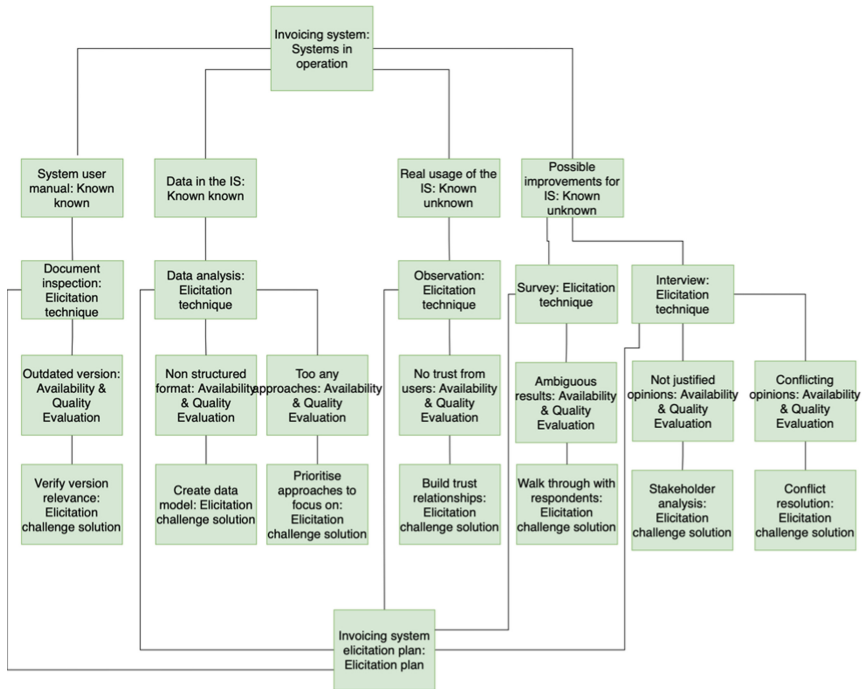 Invoicing system:
Systems in
operation
System user
manual: Known
known
Data in the IS:
Known known
Real usage of the
IS: Known
unknown
Possible
improvements for
IS: Known
unknown
Document
inspection:
Elicitation
technique
Data analysis:
Elicitation
technique
Observation:
Elicitation
technique
Survey: Elicitation
technique
Interview:
Elicitation
technique
Outdated version:
Availability &
Quality
Evaluation
Non structured
format: Availability
& Quality
Evaluation
Too any
approaches: Availability
& Quality
Evaluation
No trust from
users: Availability
& Quality
Evaluation
Ambiguous
results: Availability
& Quality
Evaluation
Not justified
opinions: Availability
& Quality
Evaluation
Conflicting
opinions: Availability
& Quality
Evaluation
Verify version
relevance:
Elicitation
challenge solution
Create data
model: Elicitation
challenge solution
Prioritise
approaches to
focus on:
Elicitation
challenge solution
Build trust
relationships:
Elicitation
challenge solution
Walk through with
respondents:
Elicitation
challenge solution
Stakeholder
analysis:
Elicitation
challenge solution
Conflict
resolution:
Elicitation
challenge solution
Invoicing system
elicitation plan:
Elicitation plan